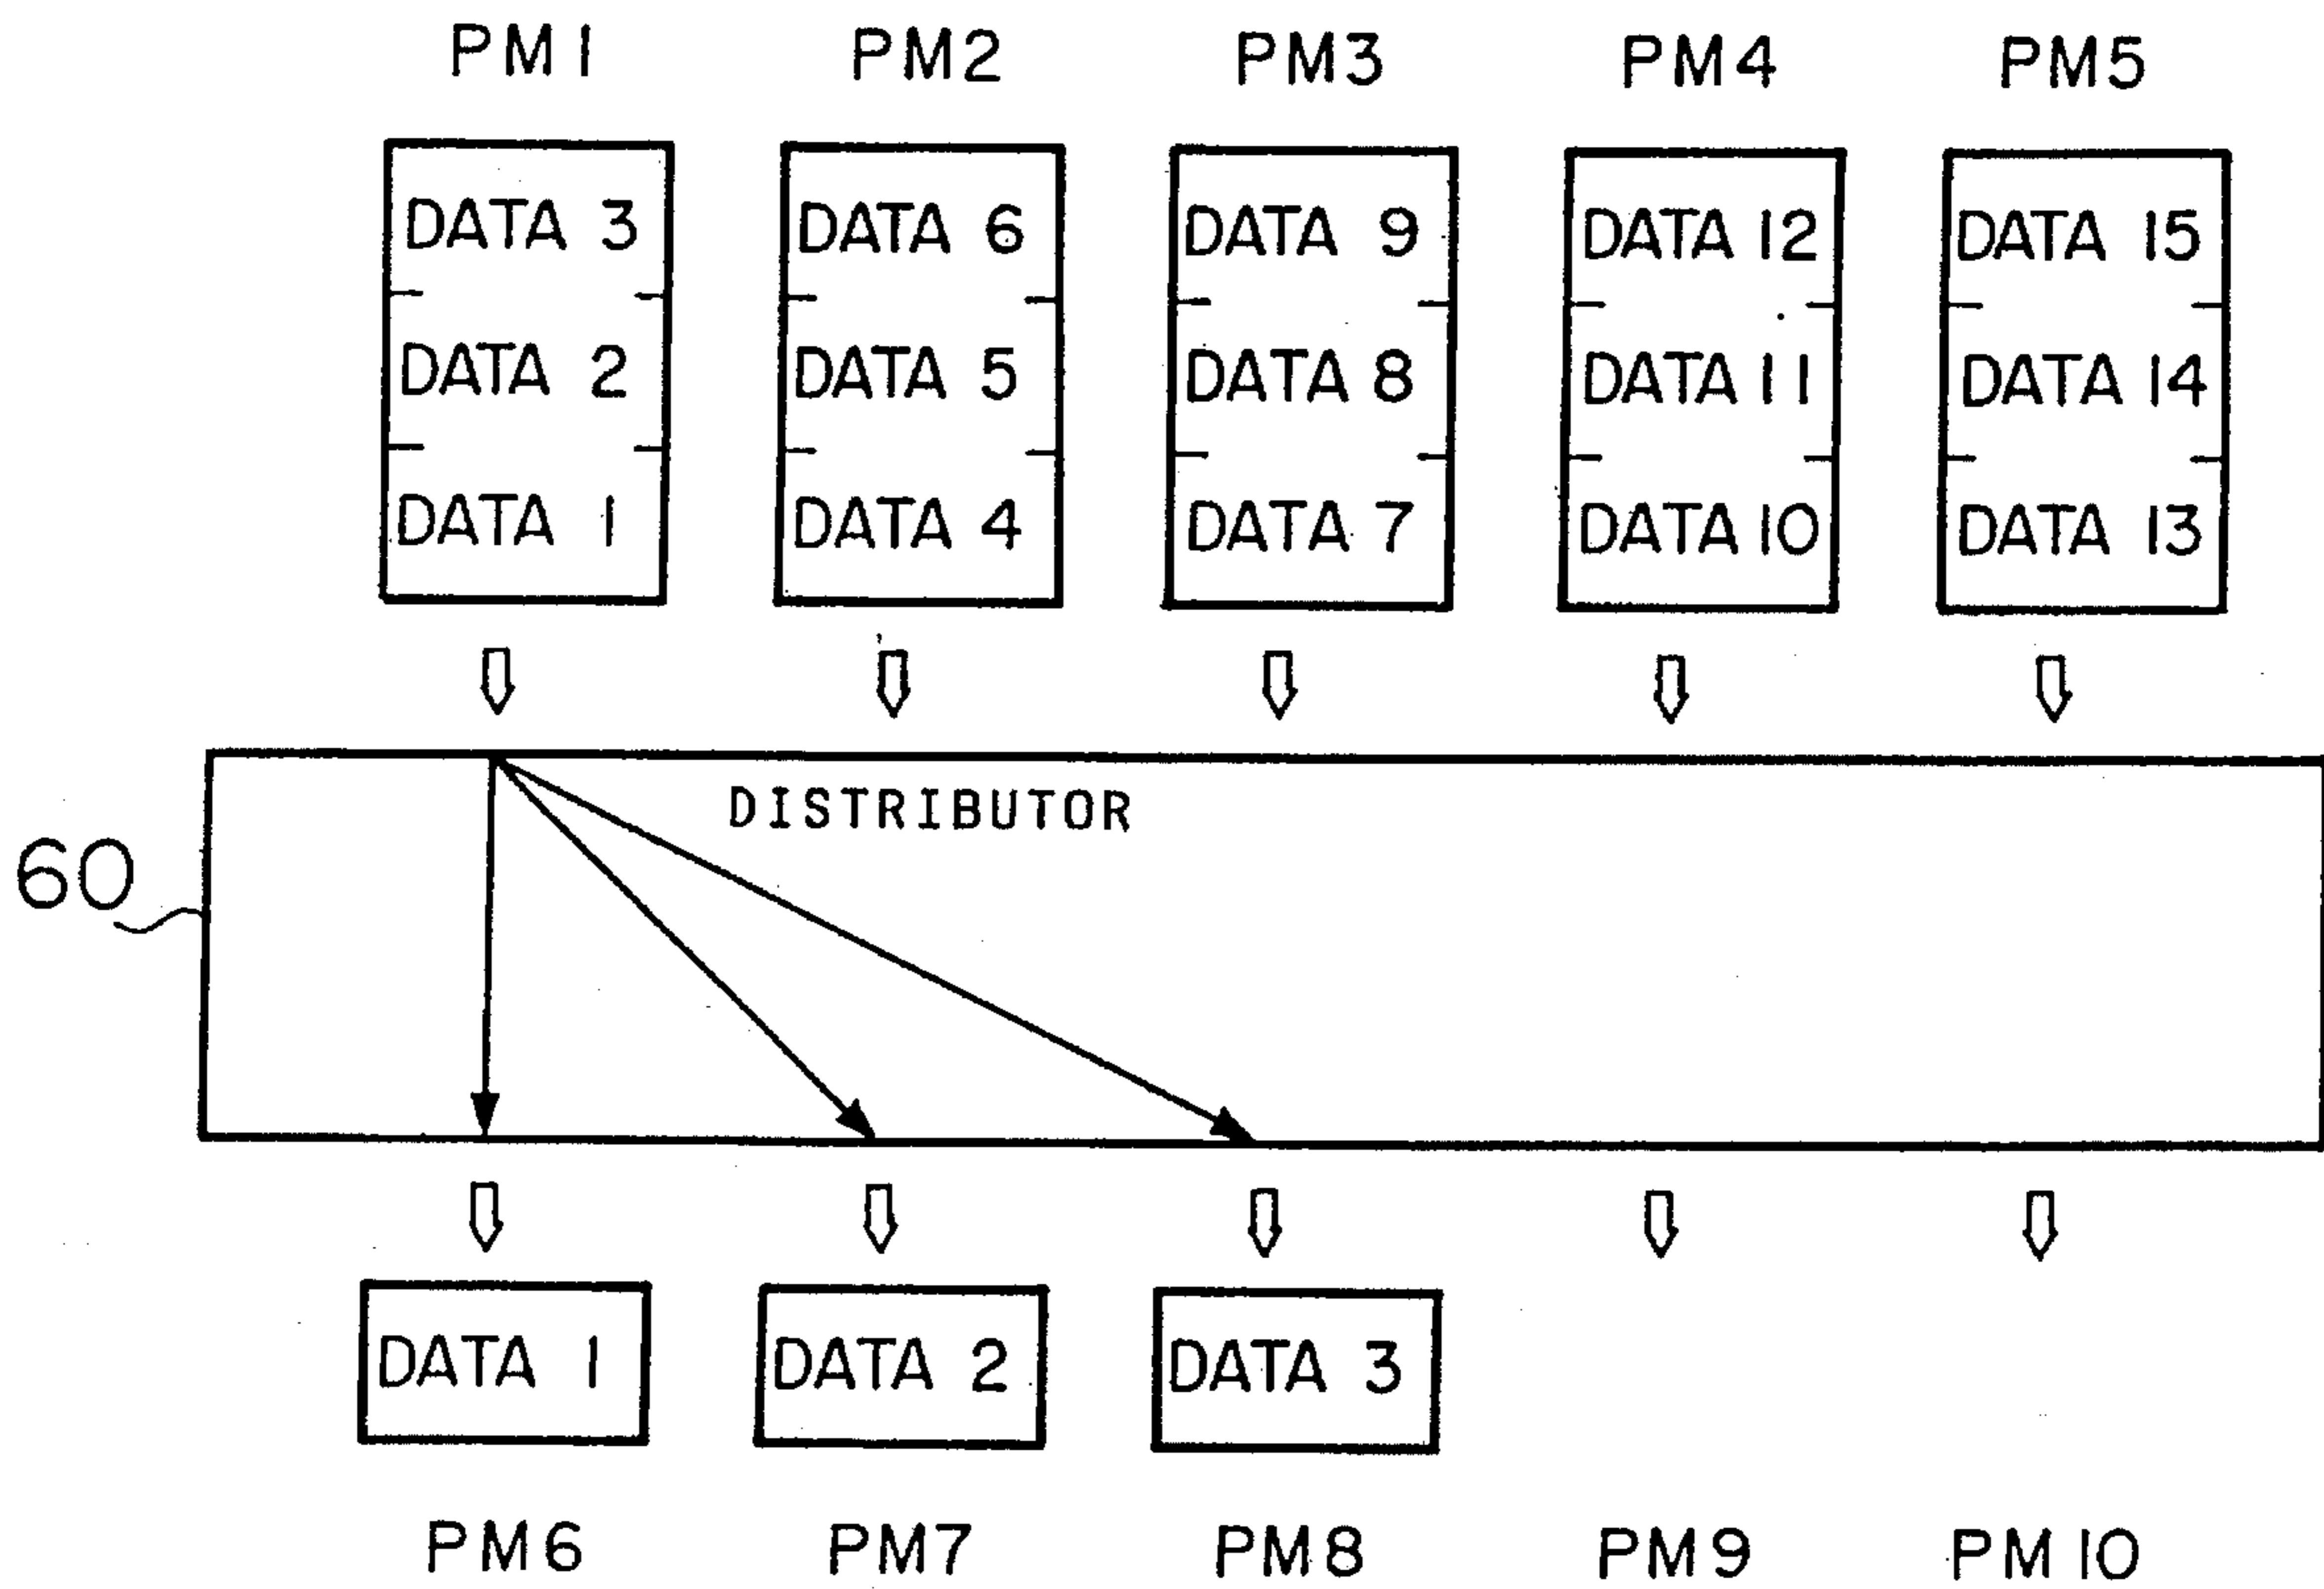 PM1 PM2 PM3 PM4 PM5
DATA 3 DATA 6 DATA 9 DATA 12 DATA 15
DATA 2 DATA 5 DATA 8 DATA 11 DATA 14
DATA 1 DATA 4 DATA 7 DATA 10 DATA 13
DISTRIBUTOR
60
DATA 1 DATA 2 DATA 3
PM6 PM7 PM8 PM9 PM10